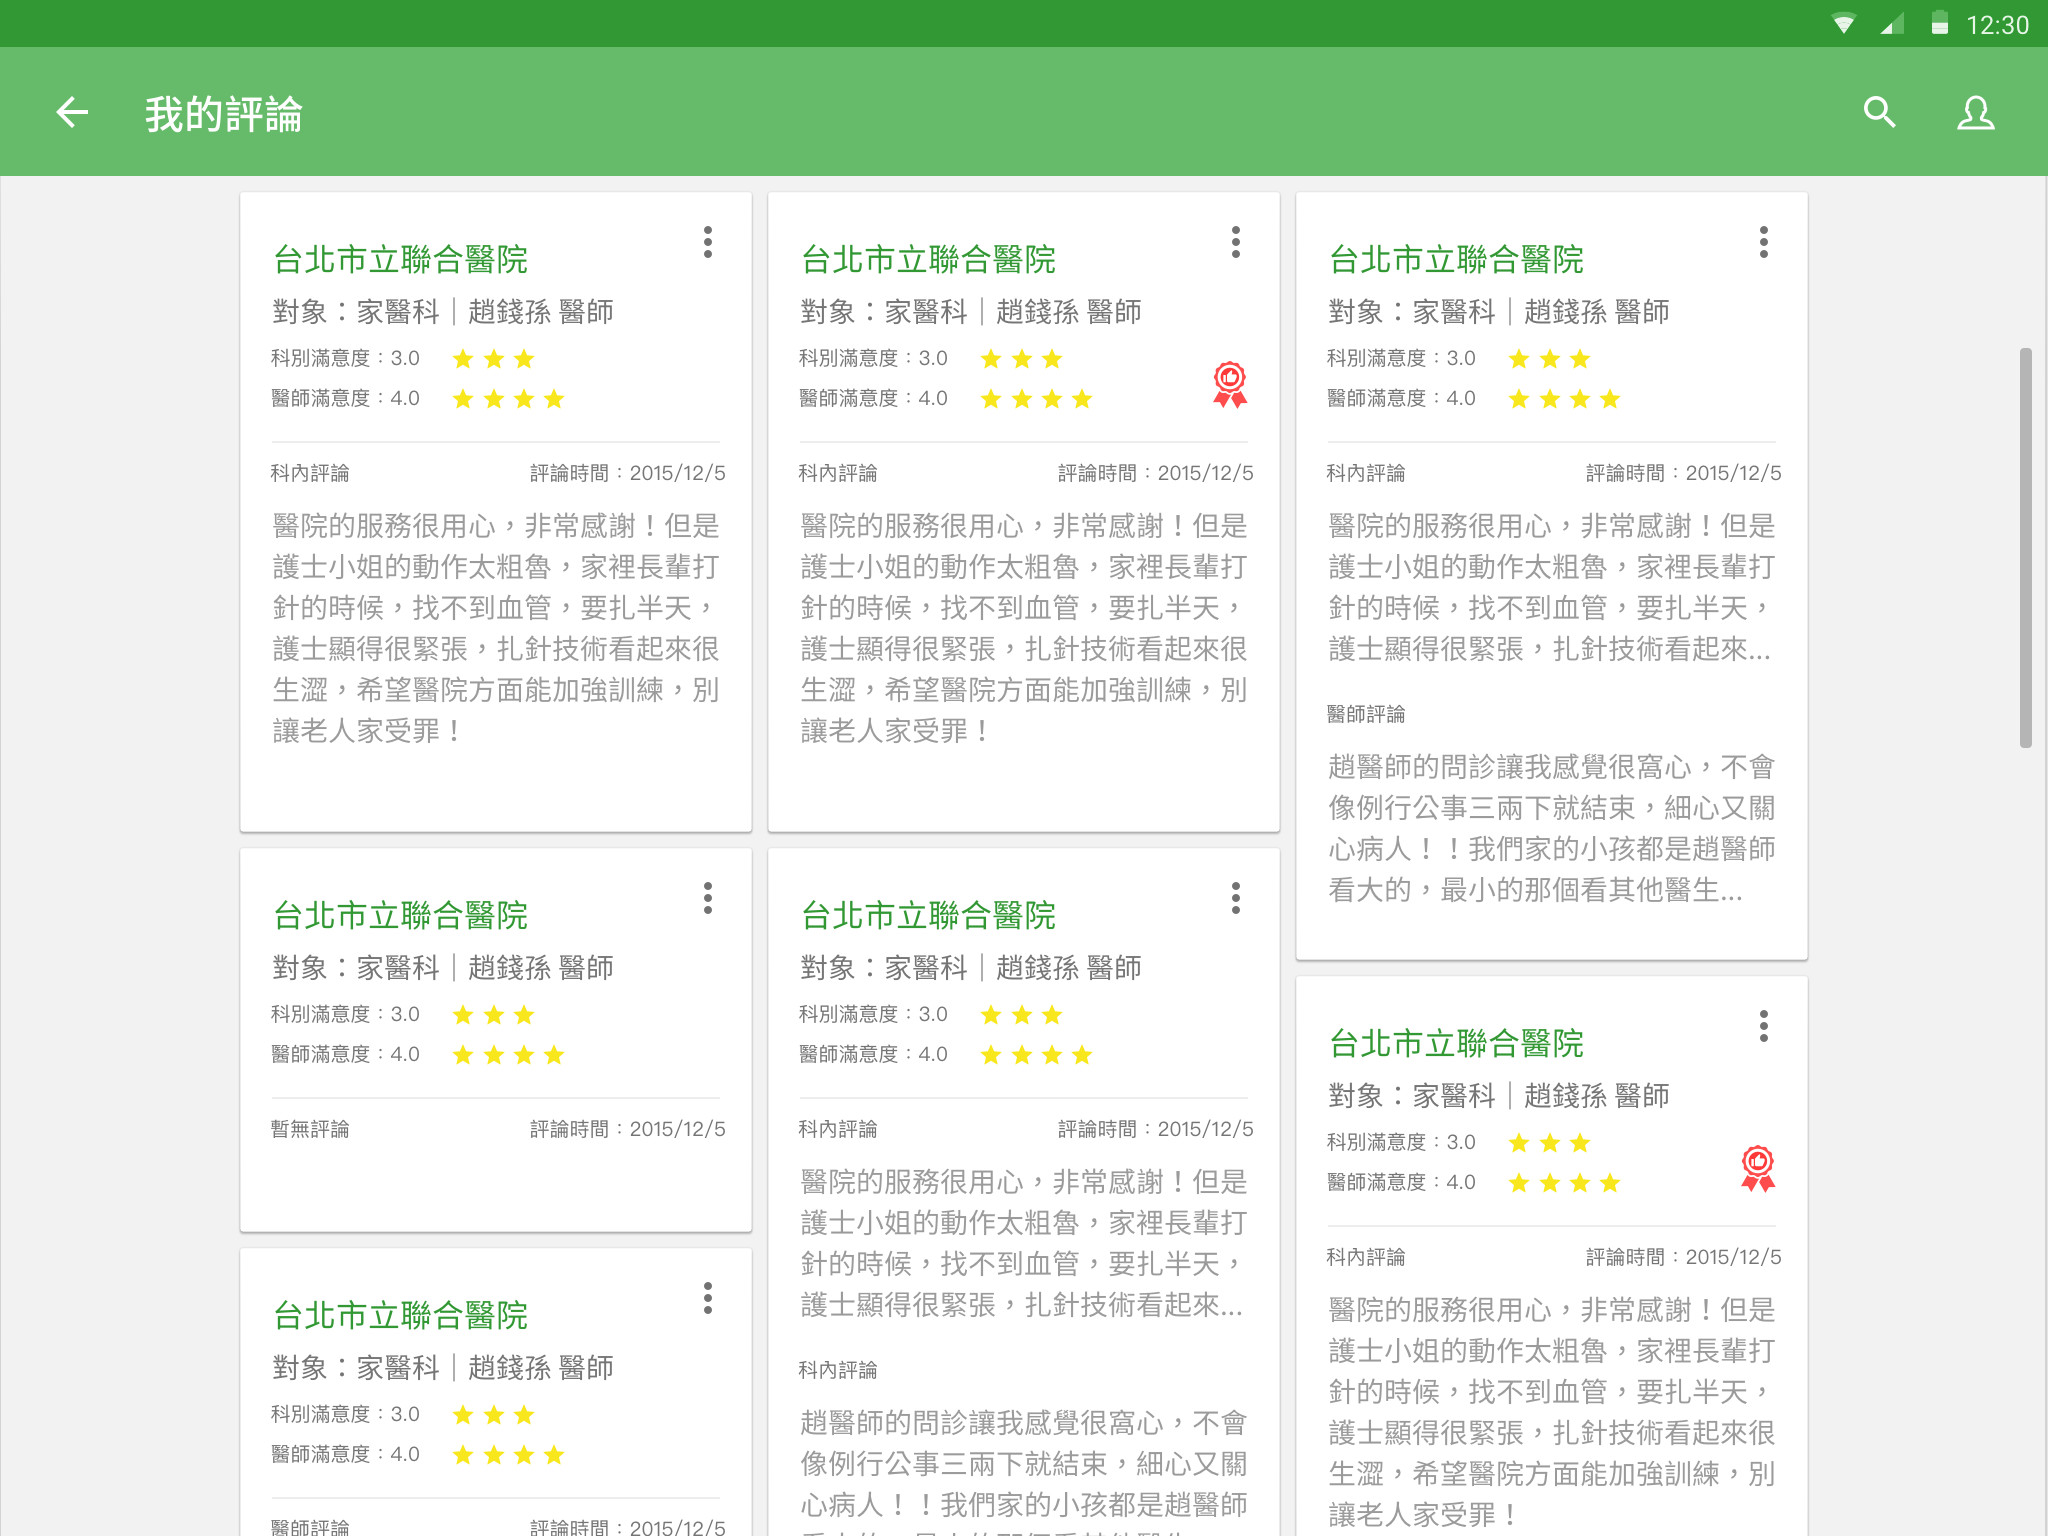 12:30
我的評論
台北市立聯合醫院
對象：家醫科｜趙錢孫 醫師
科別滿意度：3.0
醫師滿意度：4.0
科內評論 評論時間：2015/12/5
醫院的服務很用心，非常感謝！但是
護士小姐的動作太粗魯，家裡長輩打
針的時候，找不到血管，要扎半天，
護士顯得很緊張，扎針技術看起來很
生澀，希望醫院方面能加強訓練，別
讓老人家受罪！
台北市立聯合醫院
對象：家醫科｜趙錢孫 醫師
科別滿意度：3.0
醫師滿意度：4.0
暫無評論 評論時間：2015/12/5
台北市立聯合醫院
對象：家醫科｜趙錢孫 醫師
科別滿意度：3.0
醫師滿意度：4.0
醫師評論 評論時間：2015/12/5
台北市立聯合醫院
對象：家醫科｜趙錢孫 醫師
科別滿意度：3.0
醫師滿意度：4.0
科內評論 評論時間：2015/12/5
醫院的服務很用心，非常感謝！但是
護士小姐的動作太粗魯，家裡長輩打
針的時候，找不到血管，要扎半天，
護士顯得很緊張，扎針技術看起來很
生澀，希望醫院方面能加強訓練，別
讓老人家受罪！
台北市立聯合醫院
對象：家醫科｜趙錢孫 醫師
科別滿意度：3.0
醫師滿意度：4.0
科內評論 評論時間：2015/12/5
醫院的服務很用心，非常感謝！但是
護士小姐的動作太粗魯，家裡長輩打
針的時候，找不到血管，要扎半天，
護士顯得很緊張，扎針技術看起來...
科內評論
趙醫師的問診讓我感覺很窩心，不會
像例行公事三兩下就結束，細心又關
心病人！！我們家的小孩都是趙醫師
台北市立聯合醫院
對象：家醫科｜趙錢孫 醫師
科別滿意度：3.0
醫師滿意度：4.0
科內評論 評論時間：2015/12/5
醫院的服務很用心，非常感謝！但是
護士小姐的動作太粗魯，家裡長輩打
針的時候，找不到血管，要扎半天，
護士顯得很緊張，扎針技術看起來...
醫師評論
趙醫師的問診讓我感覺很窩心，不會
像例行公事三兩下就結束，細心又關
心病人！！我們家的小孩都是趙醫師
看大的，最小的那個看其他醫生...
台北市立聯合醫院
對象：家醫科｜趙錢孫 醫師
科別滿意度：3.0
醫師滿意度：4.0
科內評論 評論時間：2015/12/5
醫院的服務很用心，非常感謝！但是
護士小姐的動作太粗魯，家裡長輩打
針的時候，找不到血管，要扎半天，
護士顯得很緊張，扎針技術看起來很
生澀，希望醫院方面能加強訓練，別
讓老人家受罪！